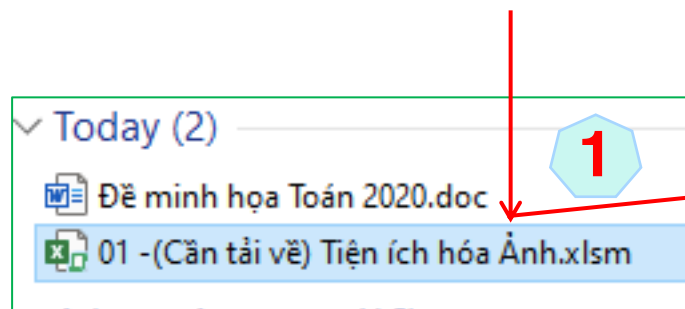 Today (2)
1
Đề minh họa Toán 2020.doc
01 -(Cần tải về) Tiện ích hóa Ảnh.xlsm